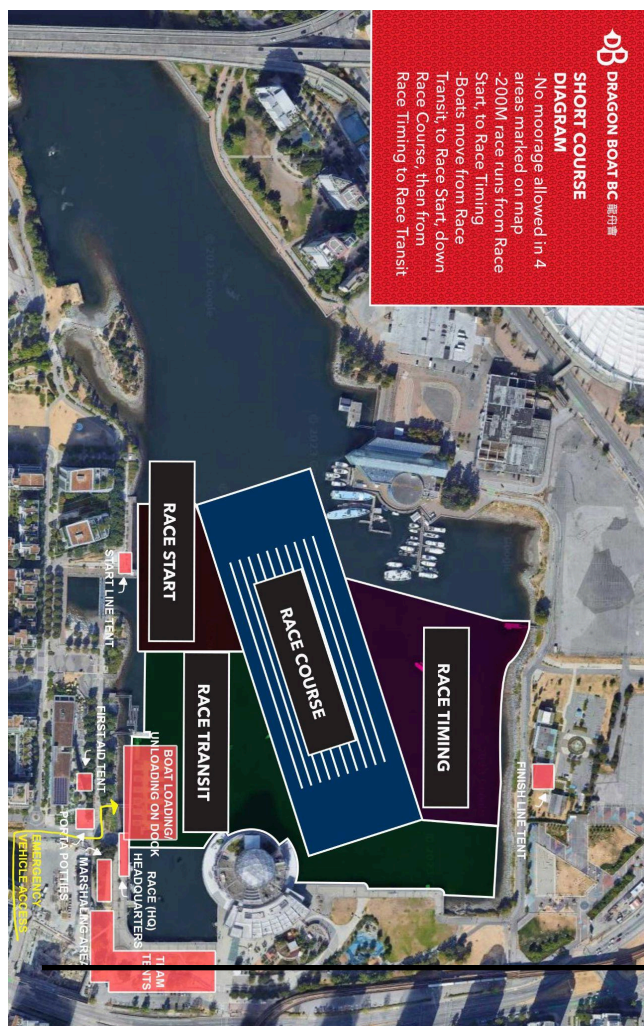 DRAGON BOAT BC 龍舟會
SHORT COURSE
DIAGRAM
-No moorage allowed in 4
areas marked on map
-200M race runs from Race
Start, to Race Timing
-Boats move from Race
Transit, to Race Start, down
Race Course, then from
Race Timing to Race Transit
RACE TIMING
FINISH LINE TENT
RACE COURSE
RACE START
RACE TRANSIT
START LINE TENT
FIRST AID TENT
BOAT LOADING/
UNLOADING ON DOCK
RACE (HQ)
HEADQUARTERS
MARSHALING AREA
PORTA POTTIES
EMERGENCY
VEHICLE ACCESS
TEAM
TENTS